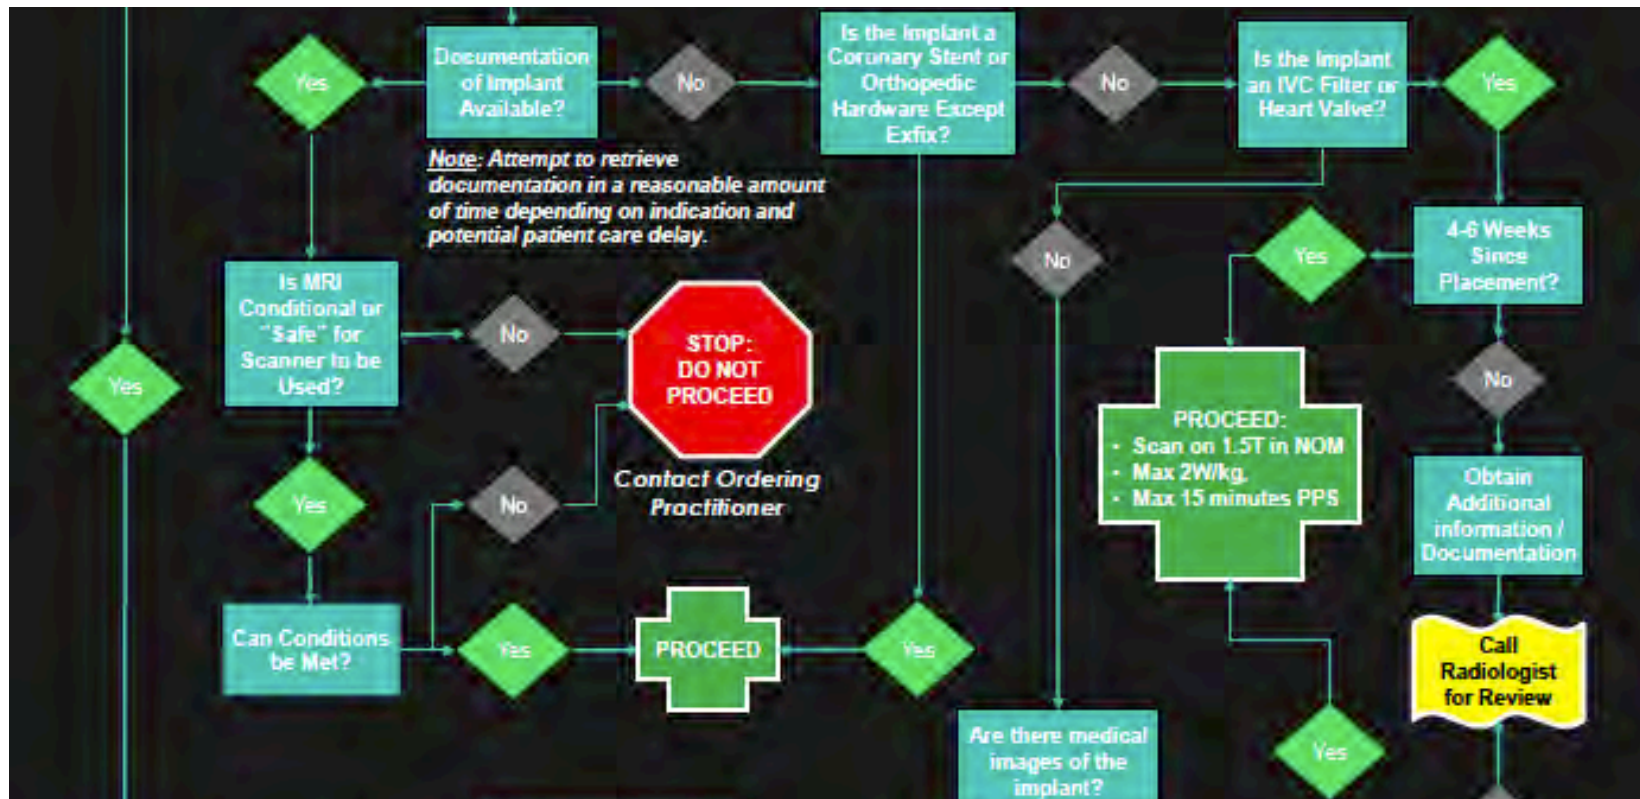 Yes
Documentation
of Implant
Available?
No
Is the Implant a
Coronary Stent or
Orthopedic
Hardware Except
Exfix?
No
Is the Implant
an IVC Filter or
Heart Valve?
Yes
Note: Attempt to retrieve
documentation in a reasonable amount
of time depending on indication and
potential patient care delay.
No
Yes
4-6 Weeks
Since
Placement?
Is MRI
Conditional or
"Safe" for
Scanner to be
Used?
No
STOP:
DO NOT
PROCEED
Contact Ordering
Practitioner
Yes
No
PROCEED:
- Scan on 1.5T in NOM
- Max 2W/kg,
- Max 15 minutes PPS
Yes
No
Obtain
Additional
information /
Documentation
Can Conditions
be Met?
Yes
PROCEED
Yes
Call
Radiologist
for Review
Are there medical
images of the
implant?
Yes